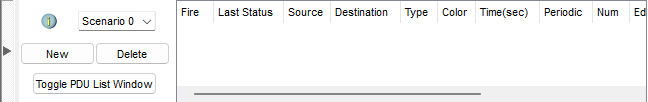 Scenario 0
New Delete
Toggle PDU List Window
Fire Last Status Source Destination Type Color Time(sec) Periodic Num Ed